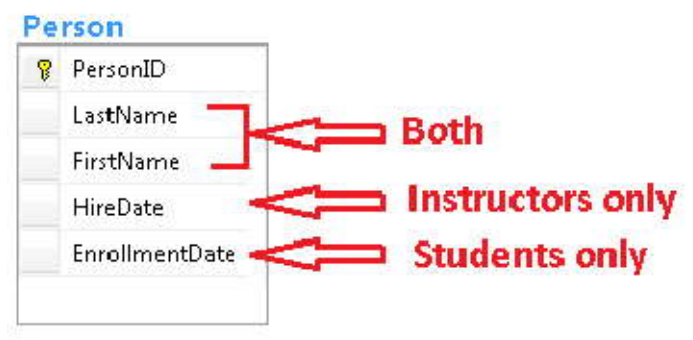 Person
PersonID
LastName
FirstName
Both
HireDate
Instructors only
EnrollmentDate
Students only